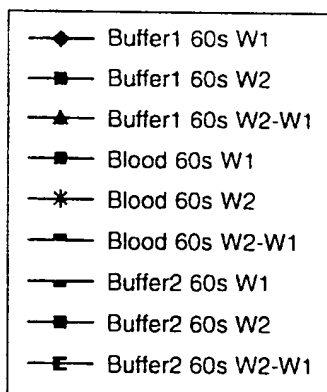 Buffer1 60s W1
Buffer1 60s W2
Buffer1 60s W2-W1
Blood 60s W1
Blood 60s W2
Blood 60s W2-W1
Buffer2 60s W1
Buffer2 60s W2
Buffer2 60s W2-W1